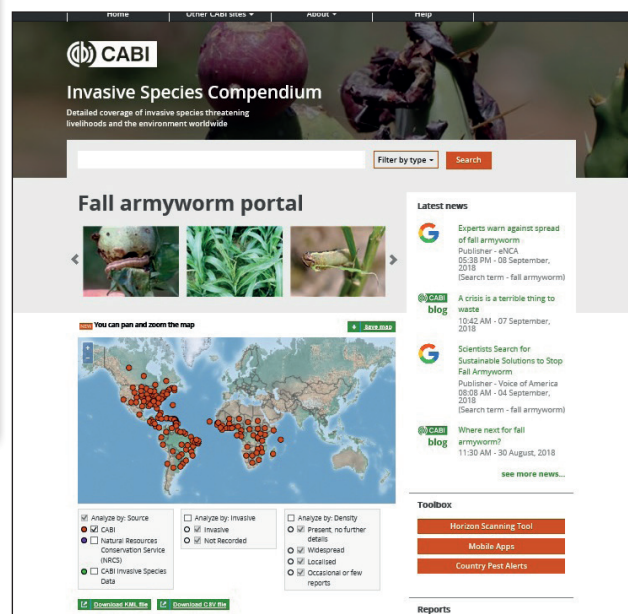 Home
Other CABI sites
About
Help
CABI
Invasive Species Compendium
Detailed coverage of invasive species threatening
livelihoods and the environment worldwide
Filter by type
Search
Fall armyworm portal
NEW You can pan and zoom the map
Save map
+
−
Analyze by: Source
CABI
Natural Resources
Conservation Service
(NRCS)
CABI Invasive Species
Data
Analyze by: Invasive
Invasive
Not Recorded
Analyze by: Density
Present, no further
details
Widespread
Localised
Occasional or few
reports
Download KML file
Download CSV file
Latest news
G
Experts warn against spread
of fall armyworm
Publisher - eNCA
05:38 PM - 08 September,
2018
(Search term - fall armyworm)
CABI
blog
A crisis is a terrible thing to
waste
10:42 AM - 07 September,
2018
G
Scientists Search for
Sustainable Solutions to Stop
Fall Armyworm
Publisher - Voice of America
08:08 AM - 04 September,
2018
(Search term - fall armyworm)
CABI
blog
Where next for fall
armyworm?
11:30 AM - 30 August, 2018
see more news...
Toolbox
Horizon Scanning Tool
Mobile Apps
Country Pest Alerts
Reports